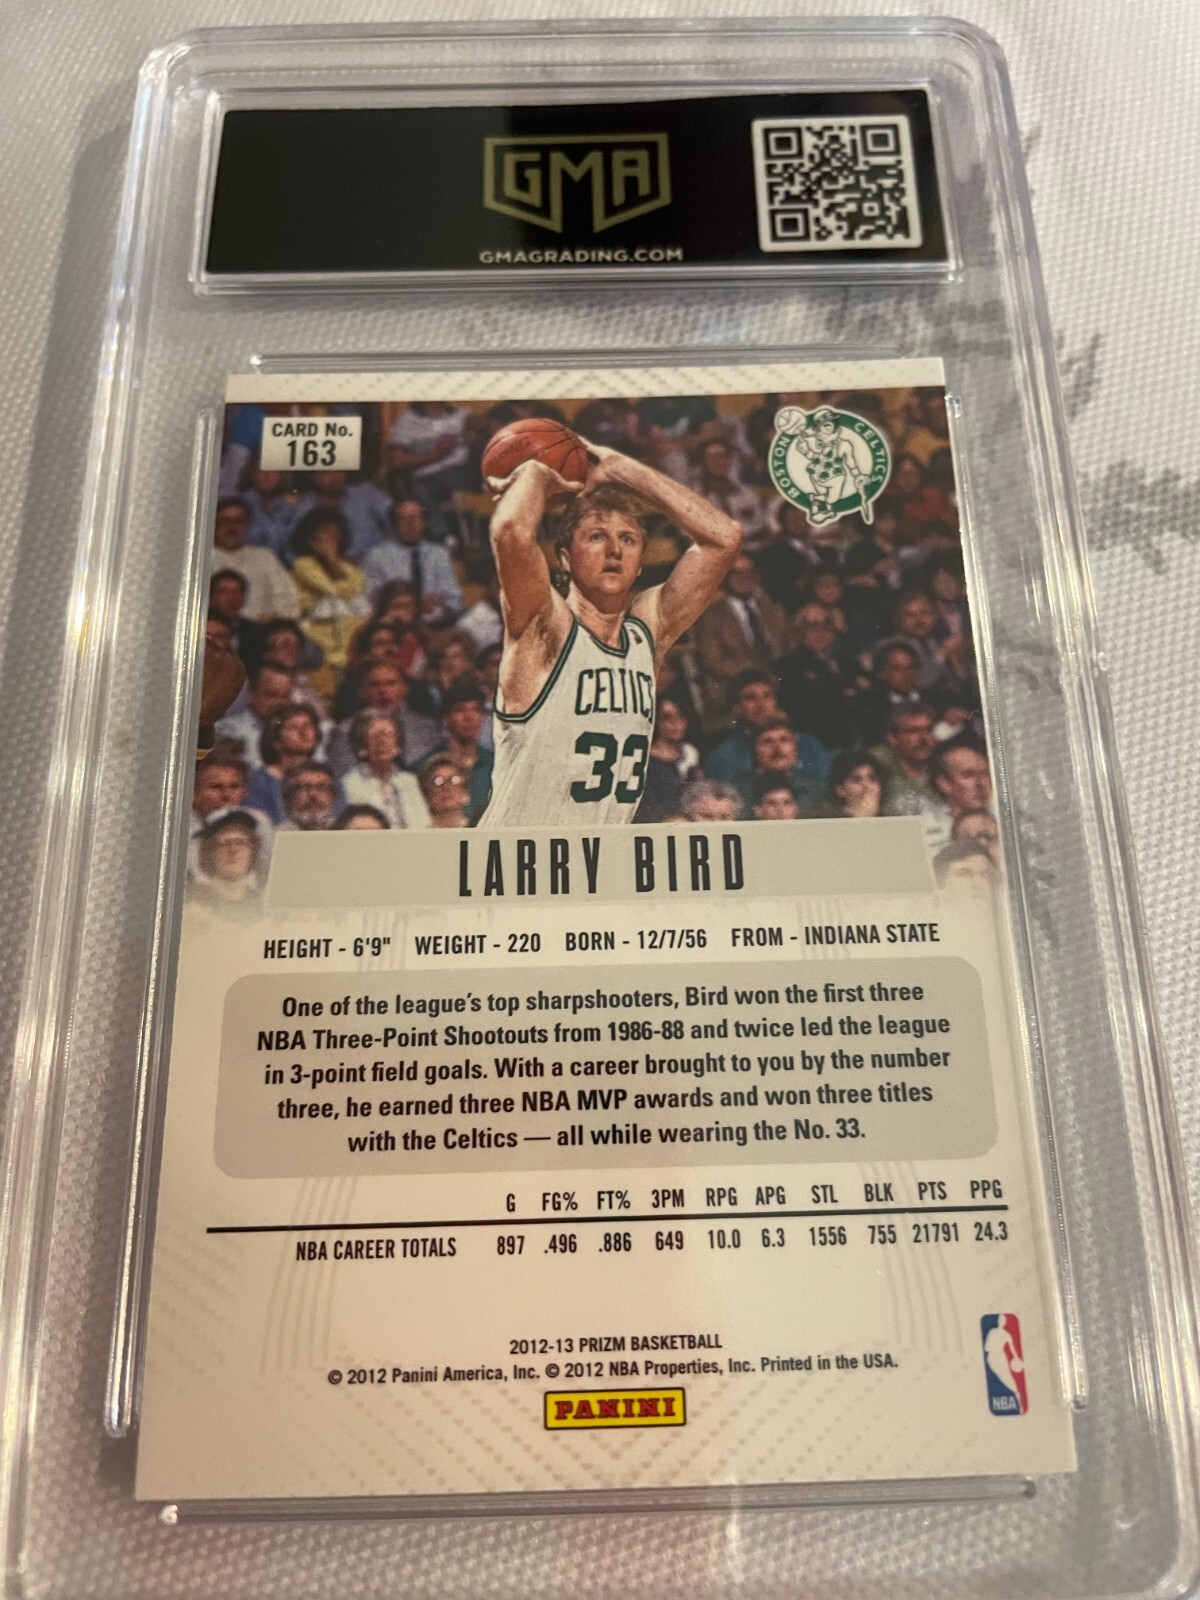 GMA
GMAGRADING.COM
CARD No.
163
BOSTON CELTICS
CELTICS
33
LARRY BIRD
HEIGHT - 6'9" WEIGHT - 220 BORN - 12/7/56 FROM - INDIANA STATE
One of the league's top sharpshooters, Bird won the first three
NBA Three-Point Shootouts from 1986-88 and twice led the league
in 3-point field goals. With a career brought to you by the number
three, he earned three NBA MVP awards and won three titles
with the Celtics — all while wearing the No. 33.
G FG% FT% 3PM RPG APG STL BLK PTS PPG
NBA CAREER TOTALS 897 .496 .886 649 10.0 6.3 1556 755 21791 24.3
2012-13 PRIZM BASKETBALL
© 2012 Panini America, Inc. © 2012 NBA Properties, Inc. Printed in the USA.
PANINI
NBA